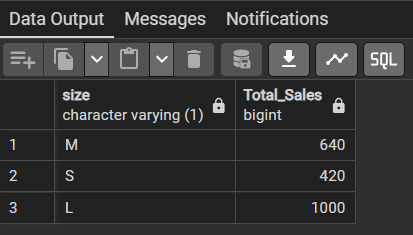 Data Output Messages Notifications
SQL
size Total_Sales
character varying (1) bigint
1 M 640
2 S 420
3 L 1000